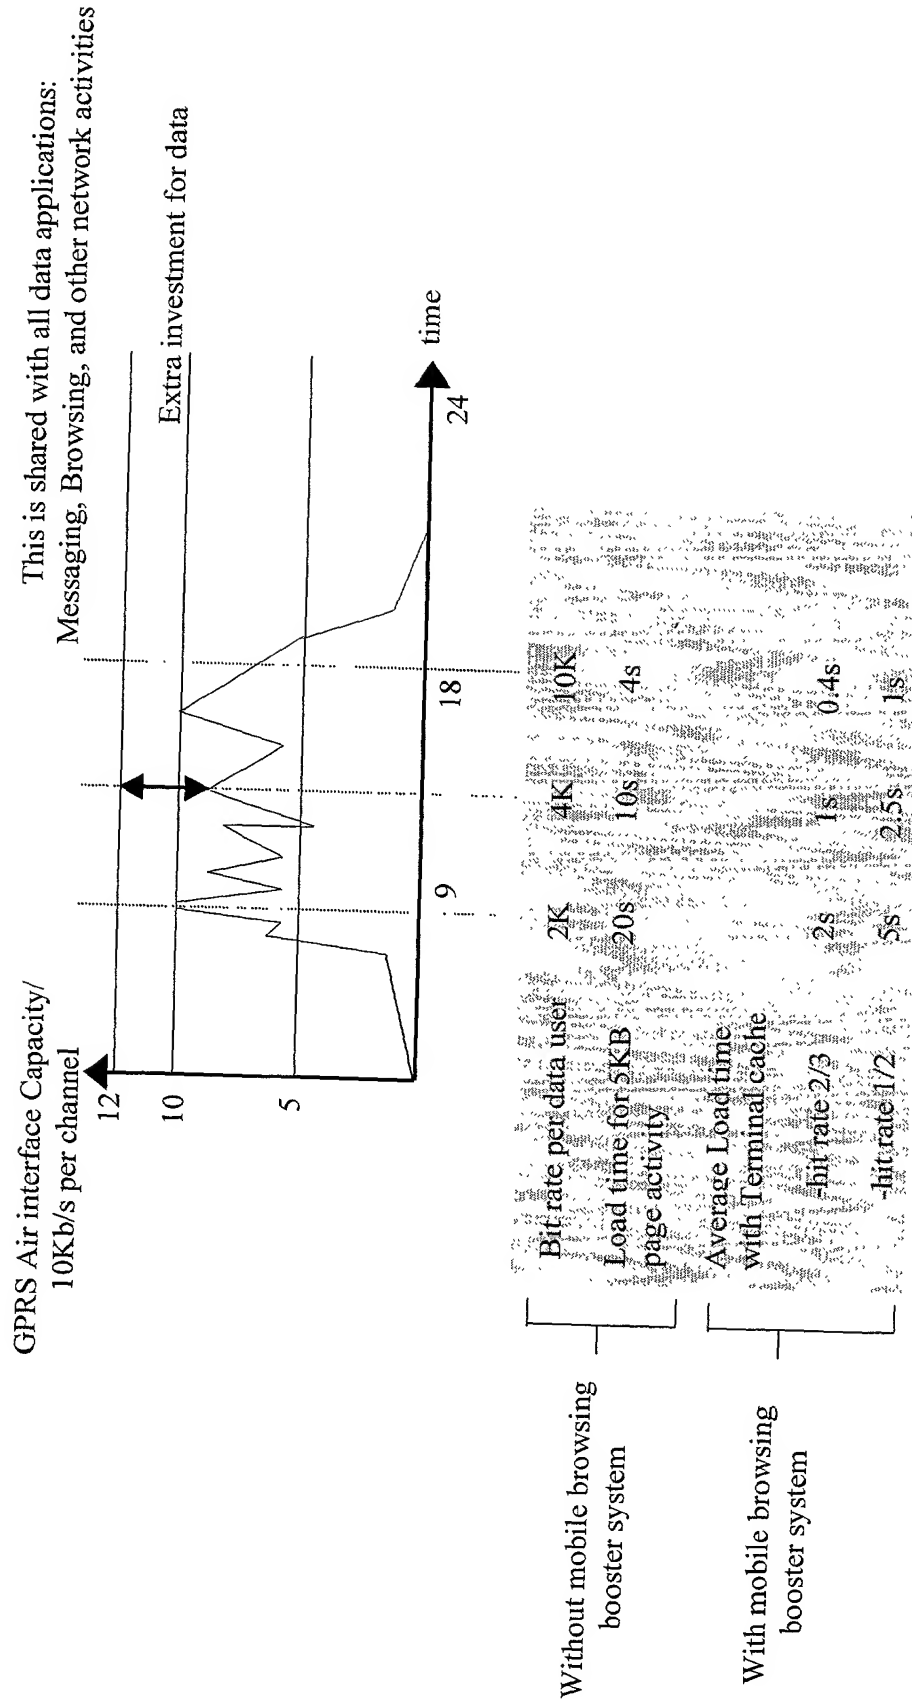 GPRS Air interface Capacity/
10Kb/s per channel
This is shared with all data applications:
Messaging, Browsing, and other network activities
12
10
Extra investment for data
5
9
18
24
time
Without mobile browsing
booster system
Bit rate per data user 2K 4K 10K
Load time for 5KB 20s 10s 4s
page activity
With mobile browsing
booster system
Average Load time
with Terminal cache
-hit rate 2/3 2s 1s 0.4s
-hit rate 1/2 5s 2.5s 1s